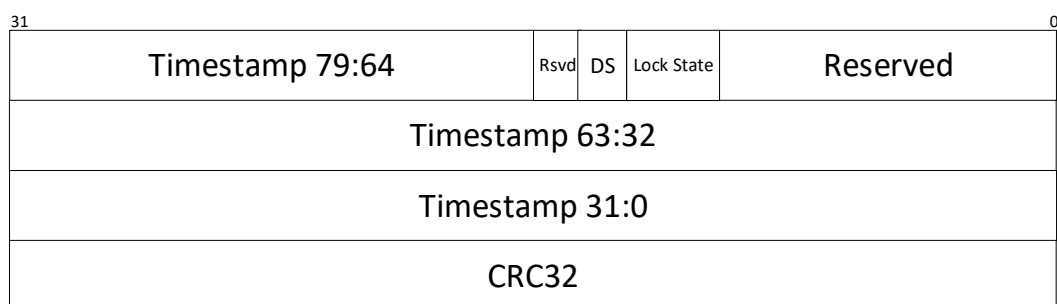 31 0
Timestamp 79:64 Rsvd DS Lock State Reserved
Timestamp 63:32
Timestamp 31:0
CRC32